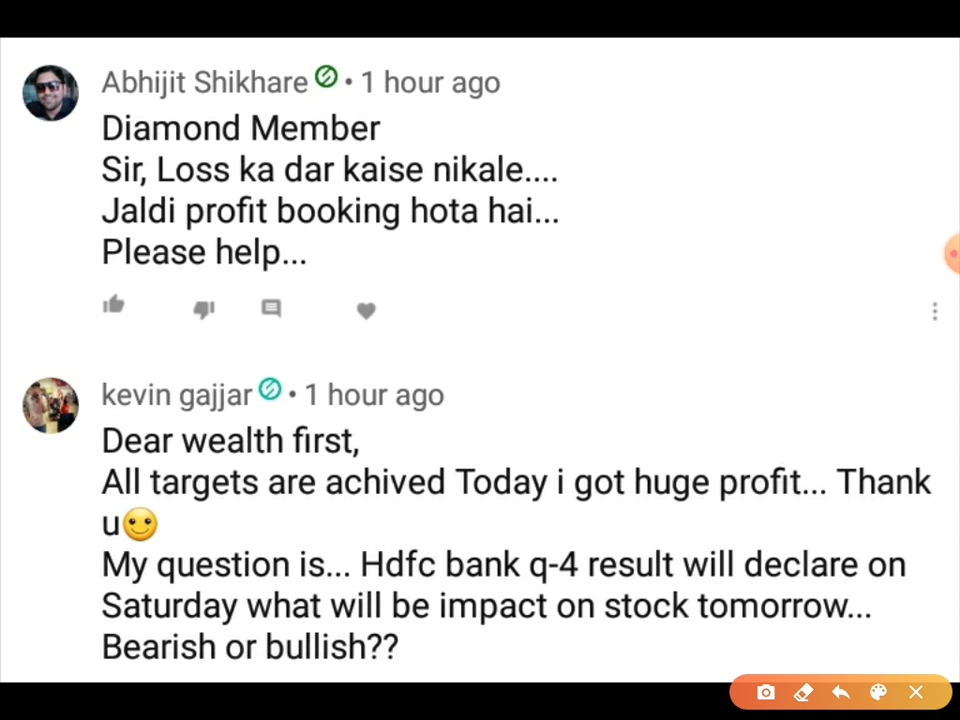 Abhijit Shikhare • 1 hour ago
Diamond Member
Sir, Loss ka dar kaise nikale....
Jaldi profit booking hota hai...
Please help...
kevin gajjar • 1 hour ago
Dear wealth first,
All targets are achived Today i got huge profit... Thank
u🙂
My question is... Hdfc bank q-4 result will declare on
Saturday what will be impact on stock tomorrow...
Bearish or bullish??